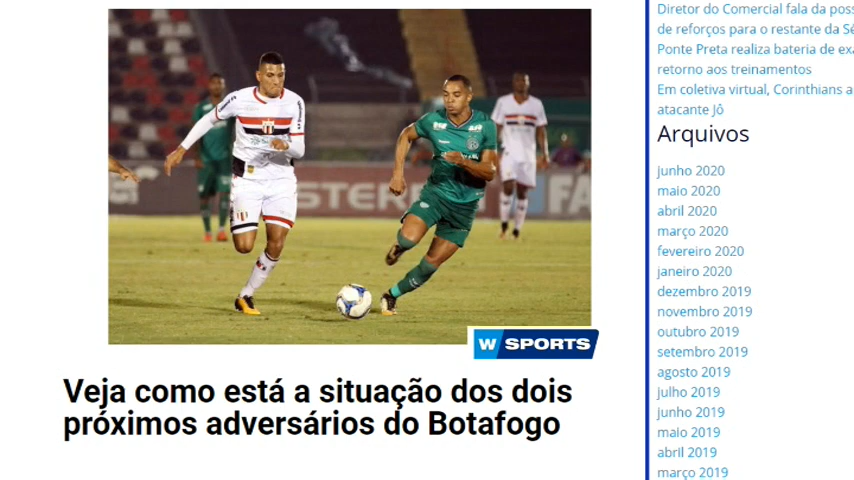 STEREO
FA
W SPORTS
Veja como está a situação dos dois
próximos adversários do Botafogo
Diretor do Comercial fala da poss
de reforços para o restante da Sé
Ponte Preta realiza bateria de exa
retorno aos treinamentos
Em coletiva virtual, Corinthians a
atacante Jô
Arquivos
junho 2020
maio 2020
abril 2020
março 2020
fevereiro 2020
janeiro 2020
dezembro 2019
novembro 2019
outubro 2019
setembro 2019
agosto 2019
julho 2019
junho 2019
maio 2019
abril 2019
março 2019